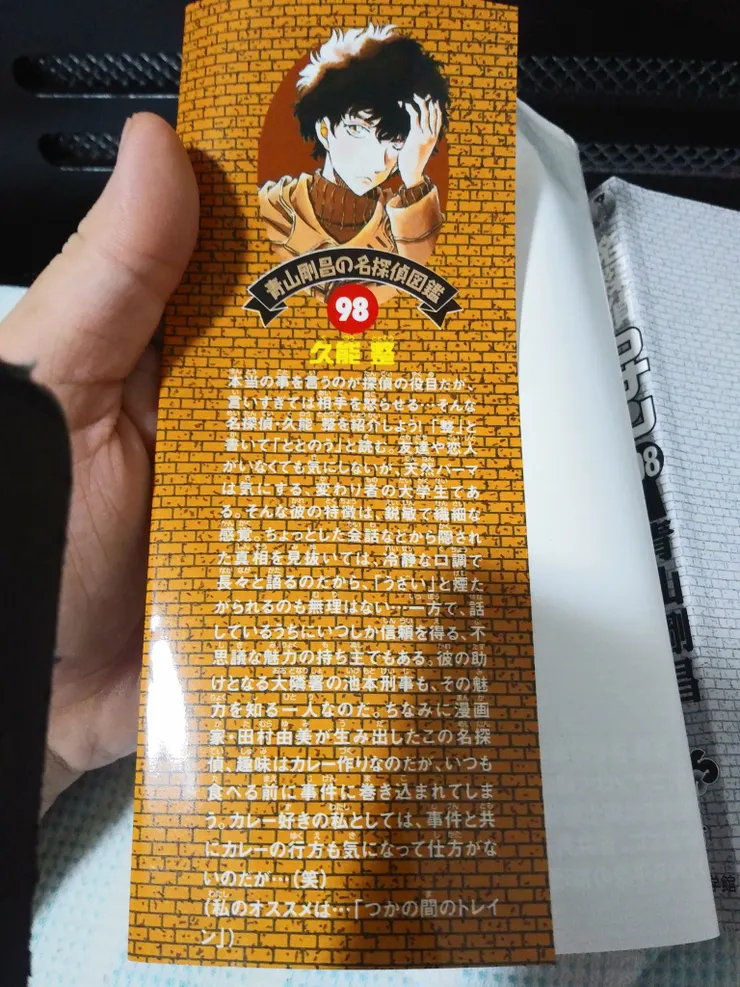 青山剛昌の名探偵図鑑
98
久能 整
本当の事を言うのが探偵の役目だが、
言いすぎては相手を怒らせる…そんな
名探偵・久能 整を紹介しよう!「整」と
書いて「ととのう」と読む。友達や恋人
がいなくても気にしないが、天然パーマ
は気にする、変わり者の大学生であ
る。そんな彼の特徴は、鋭敏で繊細な
感覚。ちょっとした会話などから隠され
た真相を見抜いては、冷静な口調で
長々と語るのだから、「うざい」と煙た
がられるのも無理はない…一方で、話
しているうちにいつしか信頼を得る、不
思議な魅力の持ち主でもある。彼の助
けとなる大隣署の池本刑事も、その魅
力を知る一人なのだ。ちなみに漫画
家・田村由美が生み出したこの名探
偵、趣味はカレー作りなのだが、いつも
食べる前に事件に巻き込まれてしま
う。カレー好きの私としては、事件と共
にカレーの行方も気になって仕方がな
いのだが…(笑)
(私のオススメは…「つかの間のトレイ
ン」)
98
青山剛昌